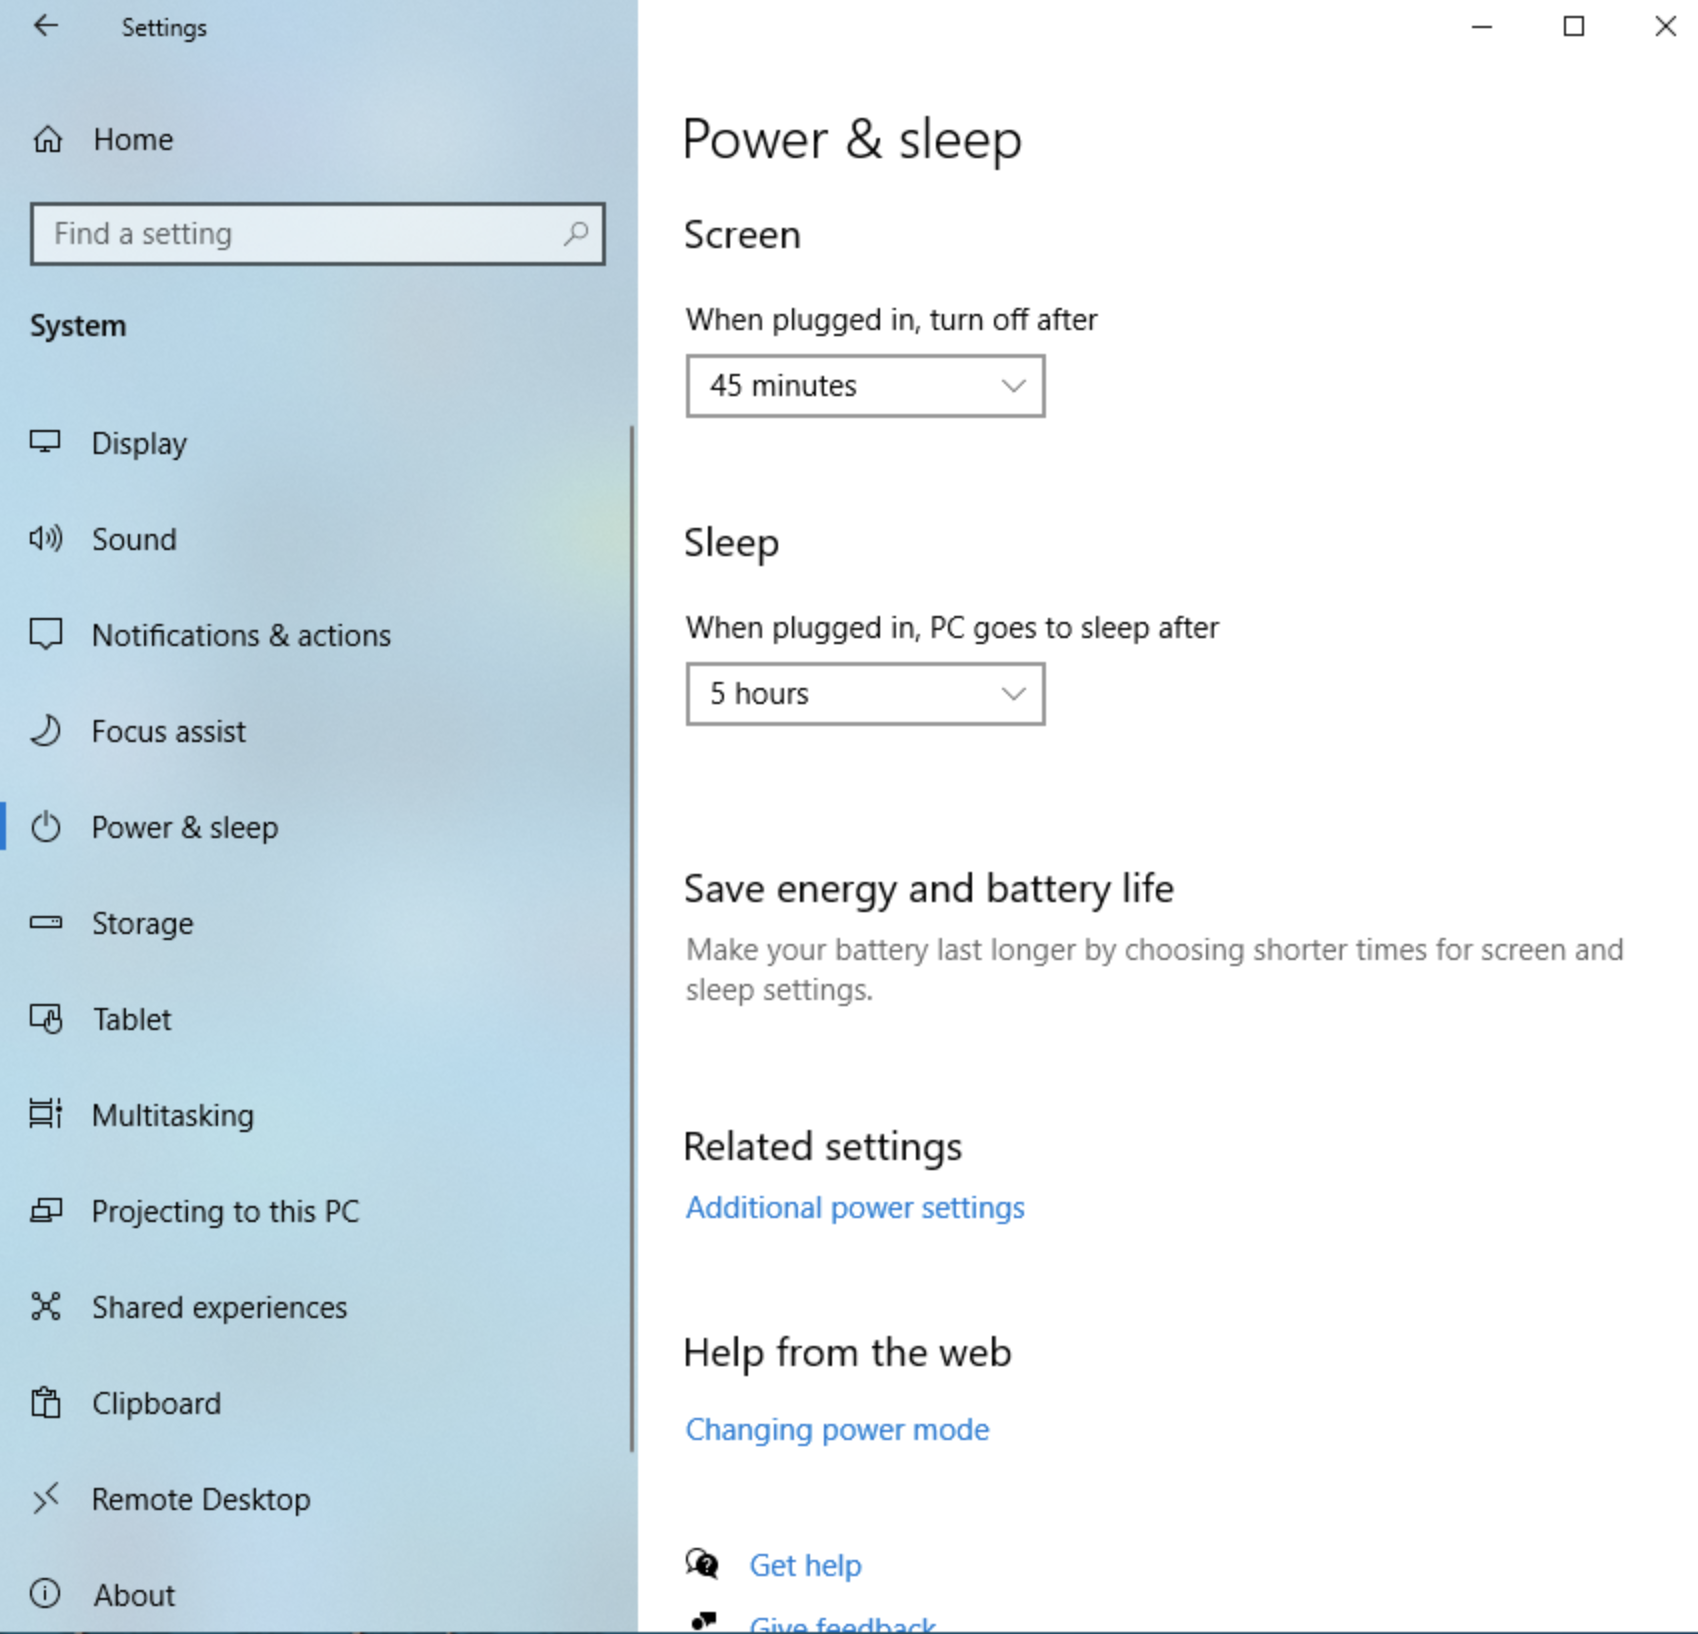 Settings
Home
Find a setting
System
Display
Sound
Notifications & actions
Focus assist
Power & sleep
Storage
Tablet
Multitasking
Projecting to this PC
Shared experiences
Clipboard
Remote Desktop
About
Power & sleep
Screen
When plugged in, turn off after
45 minutes
Sleep
When plugged in, PC goes to sleep after
5 hours
Save energy and battery life
Make your battery last longer by choosing shorter times for screen and
sleep settings.
Related settings
Additional power settings
Help from the web
Changing power mode
Get help
Give feedback